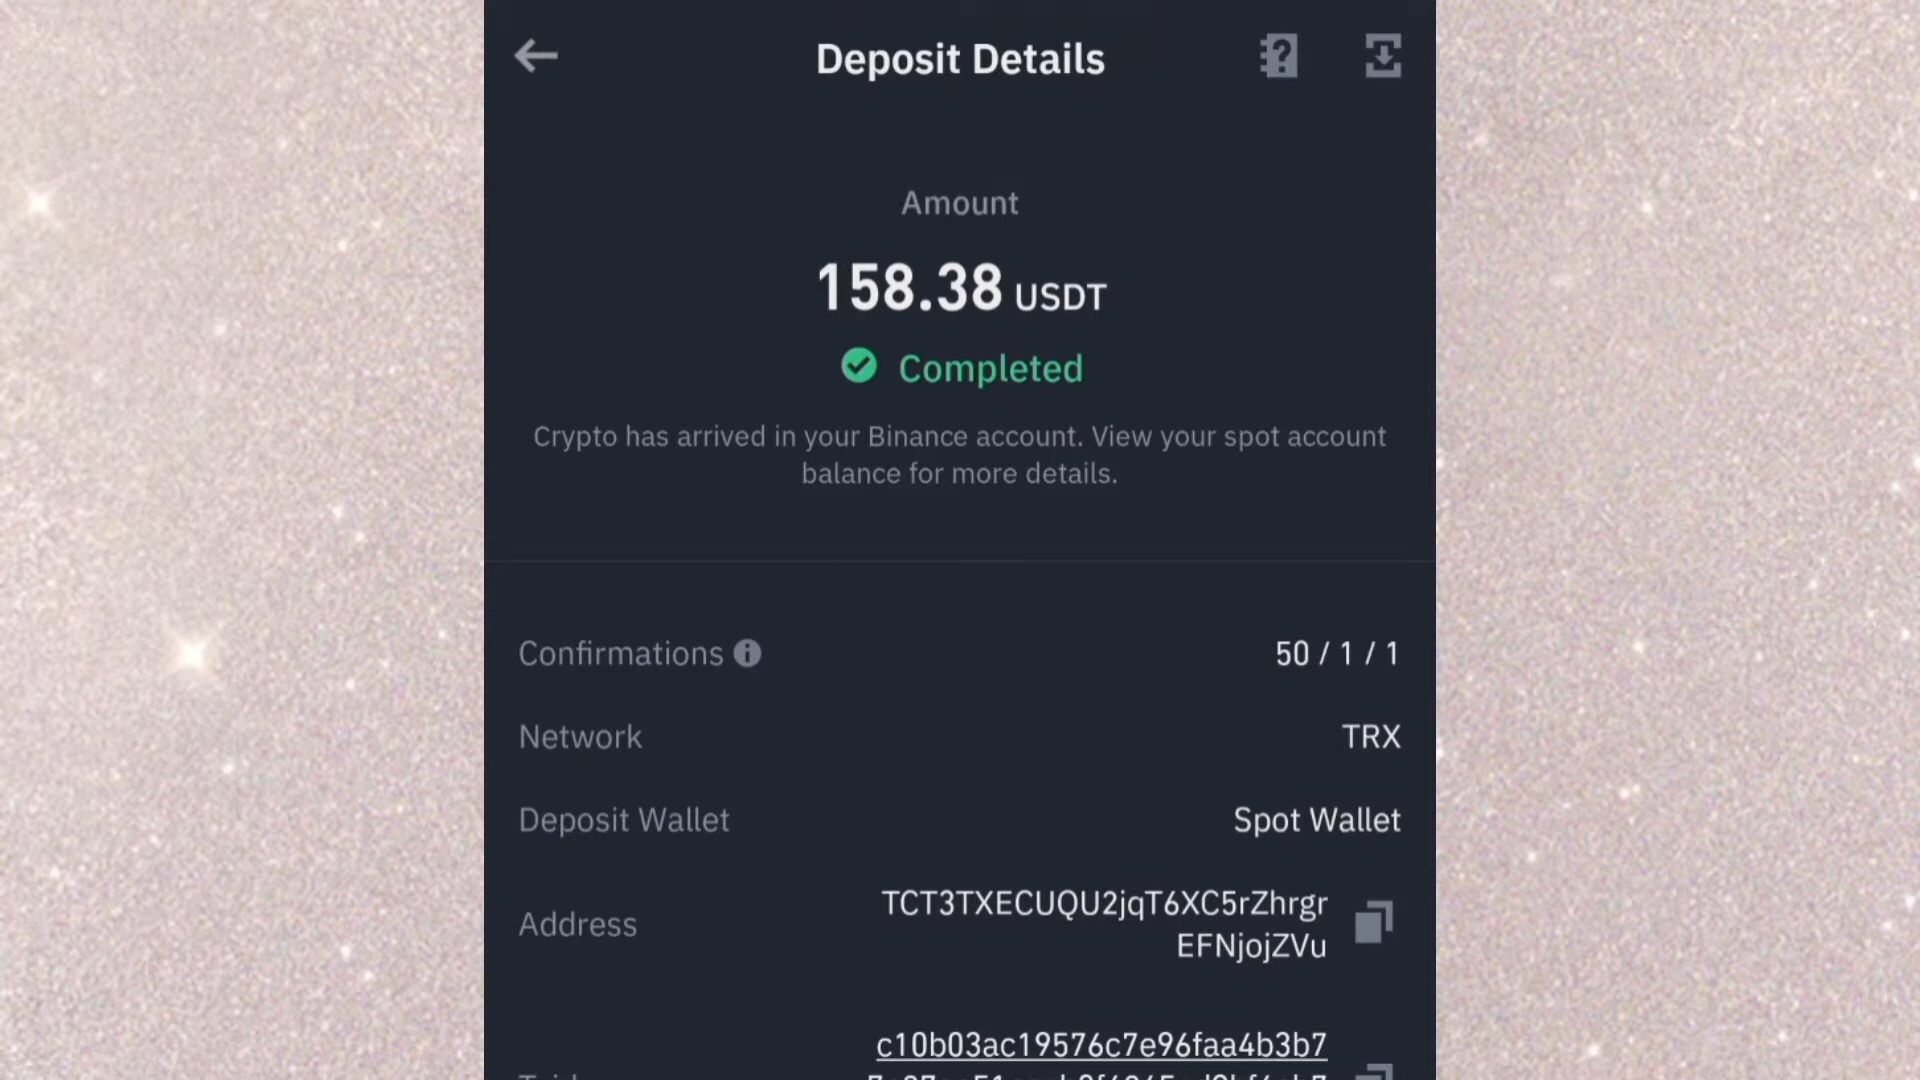 Deposit Details
Amount
158.38 USDT
Completed
Crypto has arrived in your Binance account. View your spot account
balance for more details.
Confirmations 50 / 1 / 1
Network TRX
Deposit Wallet Spot Wallet
Address TCT3TXECUQU2jqT6XC5rZhrgr
EFNjojZVu
c10b03ac19576c7e96faa4b3b7